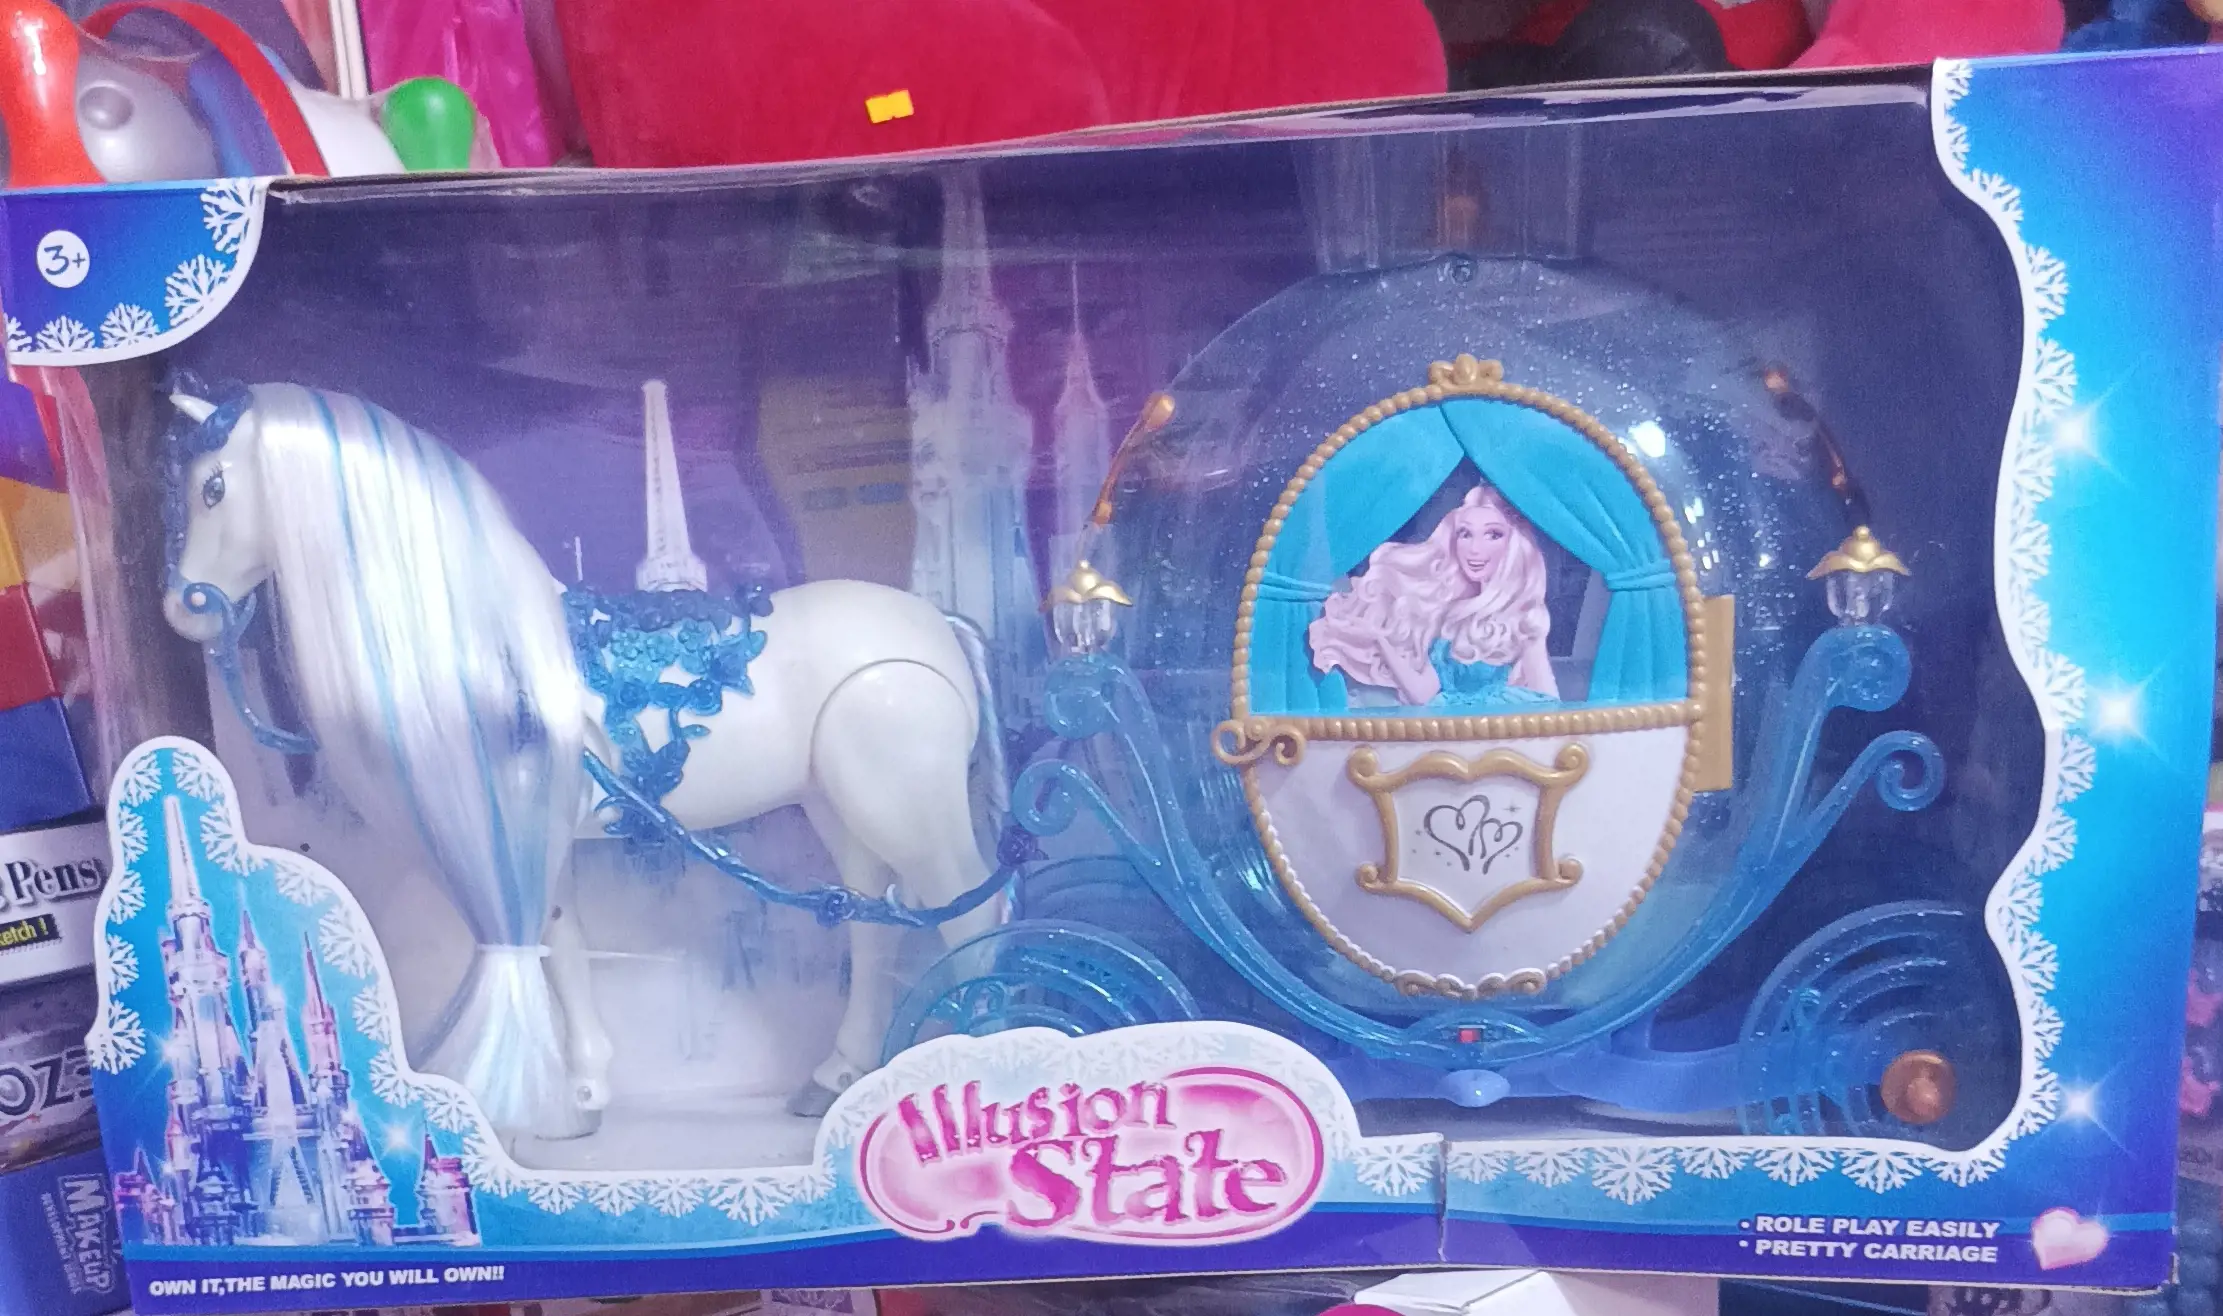 3+
Pens
ketch !
MAKEUP
Illusion
State
• ROLE PLAY EASILY
• PRETTY CARRIAGE
OWN IT,THE MAGIC YOU WILL OWN!!